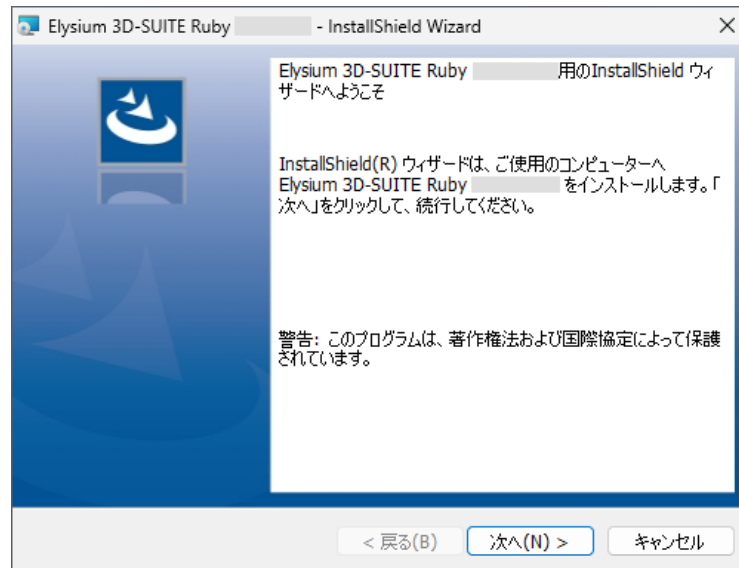 Elysium 3D-SUITE Ruby - InstallShield Wizard
Elysium 3D-SUITE Ruby 用のInstallShield ウィ
ザードへようこそ
InstallShield(R) ウィザードは、ご使用のコンピューターへ
Elysium 3D-SUITE Ruby をインストールします。「
次へ」をクリックして、続行してください。
警告: このプログラムは、著作権法および国際協定によって保護
されています。
< 戻る(B) 次へ(N) > キャンセル